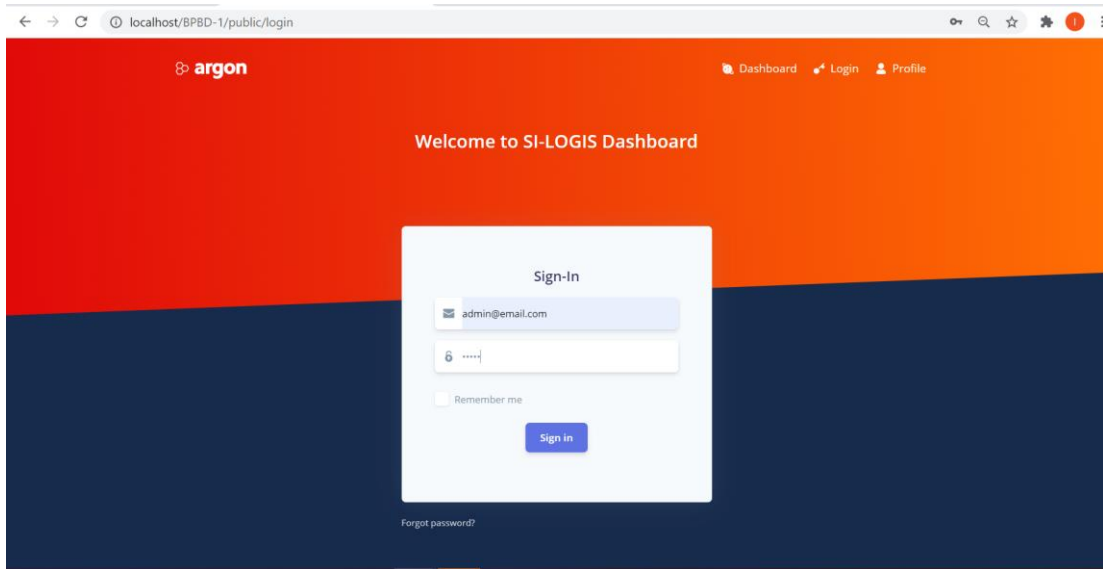 localhost/BPBD-1/public/login
I
argon
Dashboard Login Profile
Welcome to SI-LOGIS Dashboard
Sign-In
admin@email.com
•••••
Remember me
Sign in
Forgot password?